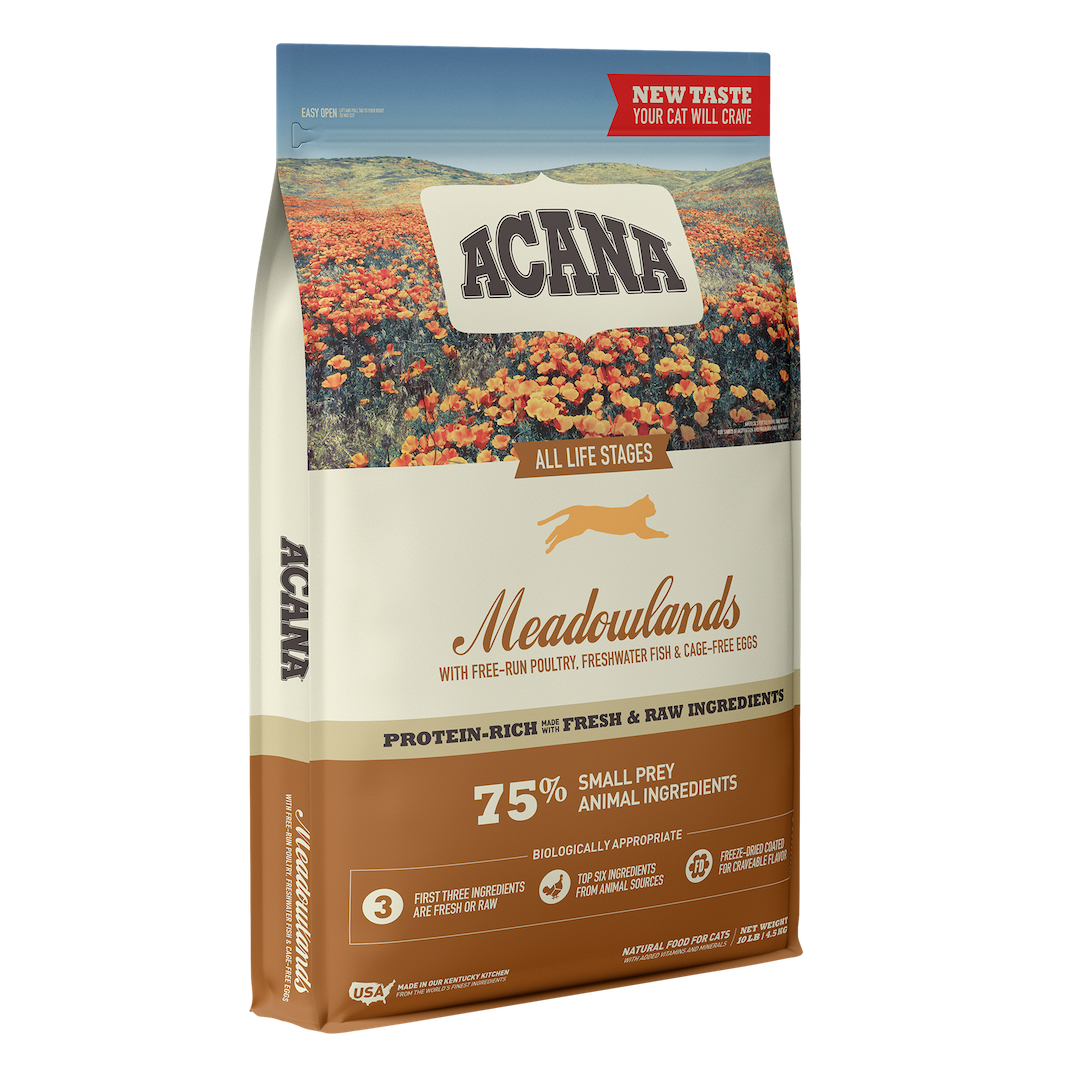 EASY OPEN
NEW TASTE
YOUR CAT WILL CRAVE
ACANA
ALL LIFE STAGES
Meadowlands
WITH FREE-RUN POULTRY, FRESHWATER FISH & CAGE-FREE EGGS
PROTEIN-RICH MADE WITH FRESH & RAW INGREDIENTS
75% SMALL PREY
ANIMAL INGREDIENTS
BIOLOGICALLY APPROPRIATE
3 FIRST THREE INGREDIENTS
ARE FRESH OR RAW
TOP SIX INGREDIENTS
FROM ANIMAL SOURCES
FD FREEZE-DRIED COATED
FOR CRAVEABLE FLAVOR
NATURAL FOOD FOR CATS
WITH ADDED VITAMINS AND MINERALS
NET WEIGHT
10 LB | 4.5 KG
USA MADE IN OUR KENTUCKY KITCHEN
FROM THE WORLD'S FINEST INGREDIENTS
ACANA
Meadowlands
WITH FREE-RUN POULTRY, FRESHWATER FISH & CAGE-FREE EGGS